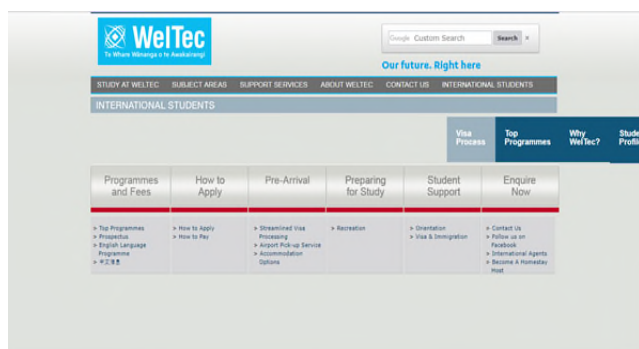 WelTec
Te Whare Wānanga o te Awakairangi
Google Custom Search
Search ×
Our future. Right here
STUDY AT WELTEC SUBJECT AREAS SUPPORT SERVICES ABOUT WELTEC CONTACT US INTERNATIONAL STUDENTS
INTERNATIONAL STUDENTS
Visa
Process
Top
Programmes
Why
WelTec?
Stude
Profil
Programmes
and Fees
How to
Apply
Pre-Arrival
Preparing
for Study
Student
Support
Enquire
Now
» Top Programmes
» Prospectus
» English Language
Programme
» How to Apply
» How to Pay
» Streamlined Visa
Processing
» Airport Pick-up Service
» Accommodation
Options
» Recreation
» Orientation
» Visa & Immigration
» Contact Us
» Follow us on
Facebook
» International Agents
» Become A Homestay
Host